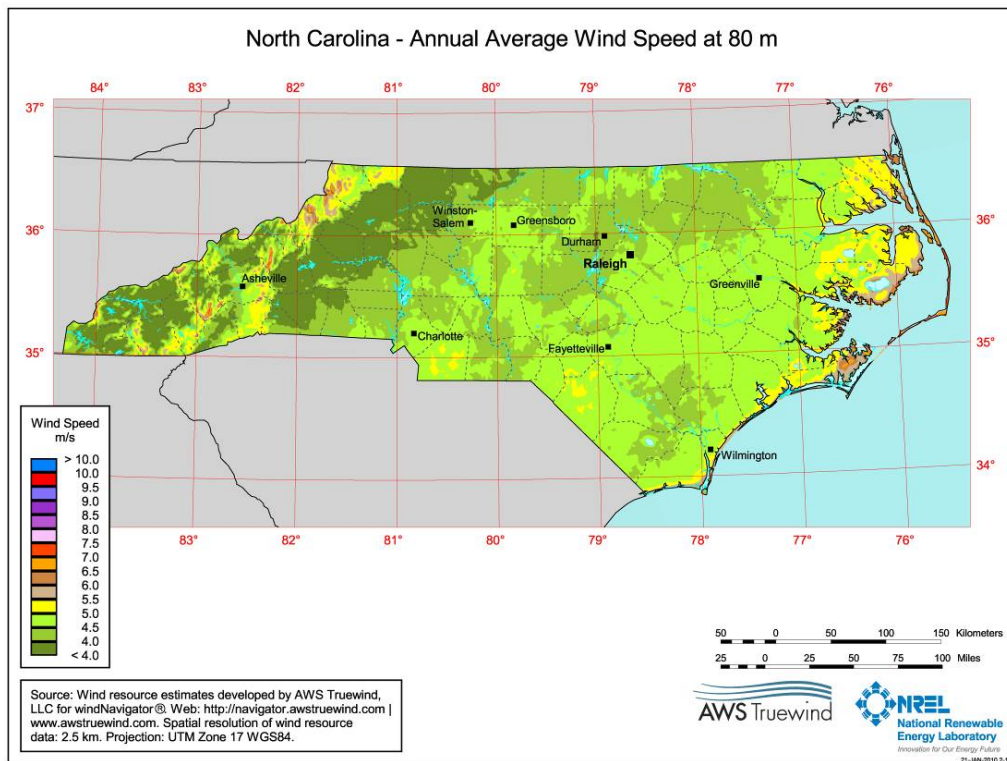 North Carolina - Annual Average Wind Speed at 80 m
84° 83° 82° 81° 80° 79° 78° 77° 76°
37°
36° 36°
35° 35°
34°
Winston-
Salem
Greensboro
Durham
Raleigh
Asheville
Greenville
Charlotte
Fayetteville
Wilmington
83° 82° 81° 80° 79° 78° 77° 76°
Wind Speed
m/s
> 10.0
10.0
9.5
9.0
8.5
8.0
7.5
7.0
6.5
6.0
5.5
5.0
4.5
4.0
< 4.0
50 0 50 100 150 Kilometers
25 0 25 50 75 100 Miles
Source: Wind resource estimates developed by AWS Truewind,
LLC for windNavigator®. Web: http://navigator.awstruewind.com |
www.awstruewind.com. Spatial resolution of wind resource
data: 2.5 km. Projection: UTM Zone 17 WGS84.
AWS Truewind
NREL
National Renewable
Energy Laboratory
Innovation for Our Energy Future